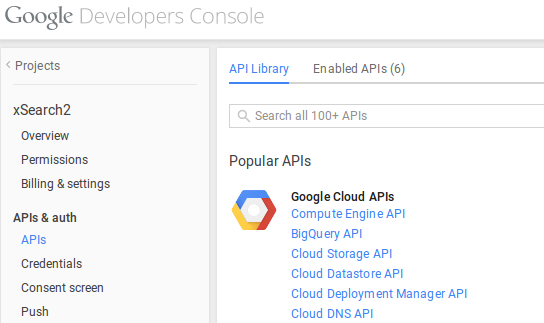 Google Developers Console
Projects
xSearch2
Overview
Permissions
Billing & settings
APIs & auth
APIs
Credentials
Consent screen
Push
API Library
Enabled APIs (6)
Search all 100+ APIs
Popular APIs
Google Cloud APIs
Compute Engine API
BigQuery API
Cloud Storage API
Cloud Datastore API
Cloud Deployment Manager API
Cloud DNS API